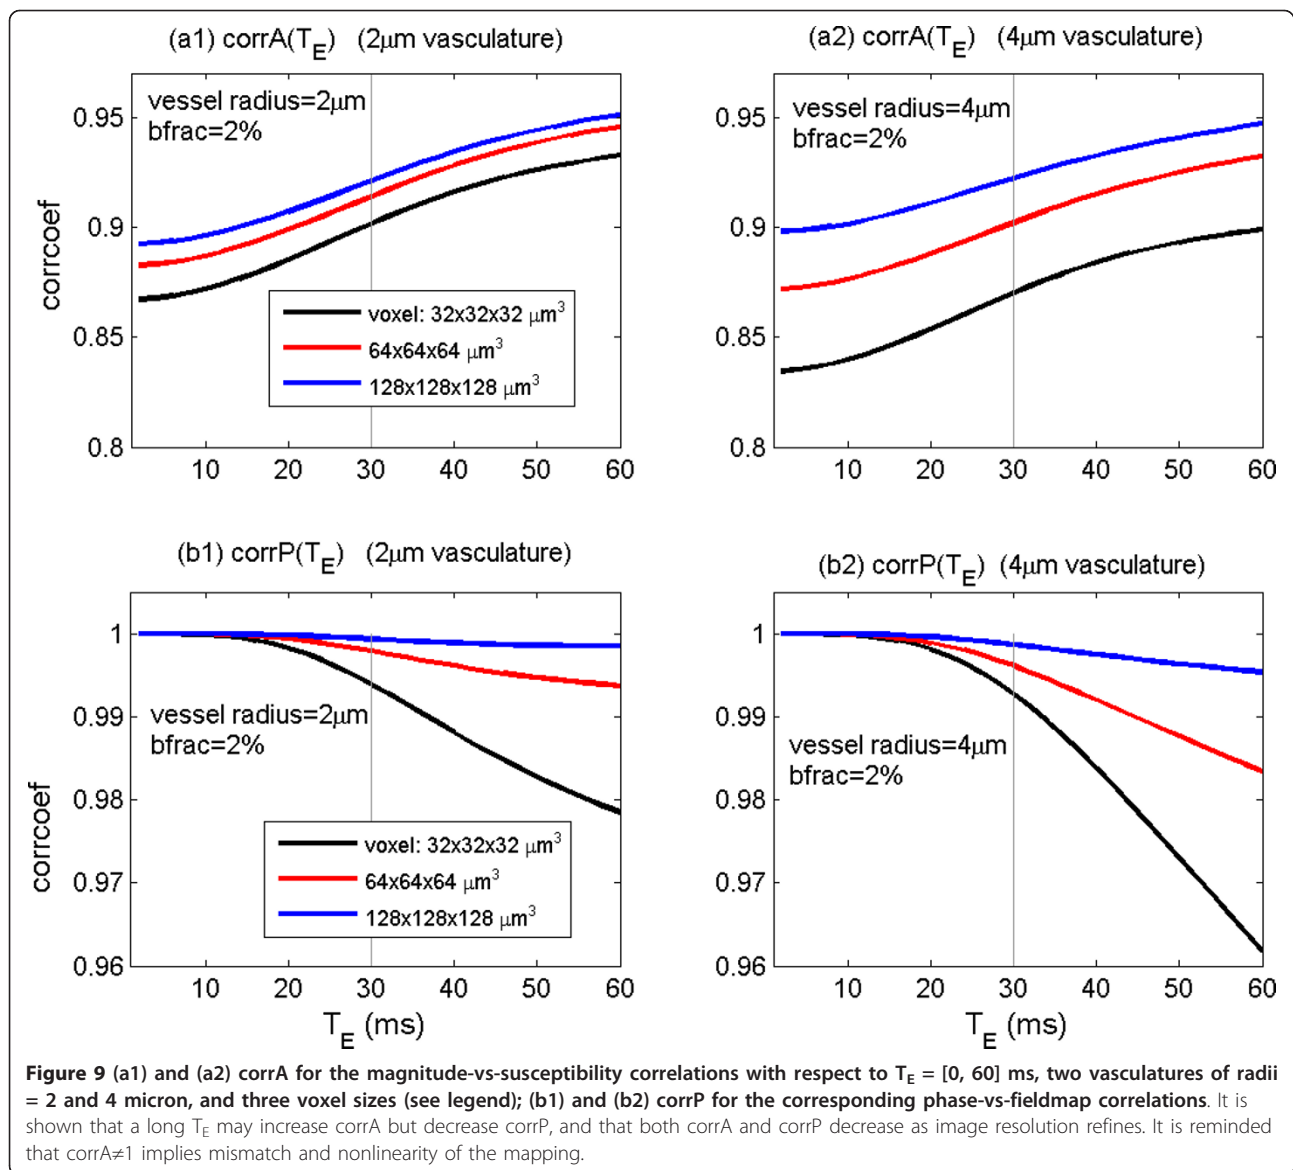 (a1) corrA(T_E) (2μm vasculature)
(a2) corrA(T_E) (4μm vasculature)
corrcoef
0.95
0.9
0.85
0.8
vessel radius=2μm
bfrac=2%
voxel: 32x32x32 μm³
64x64x64 μm³
128x128x128 μm³
10 20 30 40 50 60
0.95
0.9
0.85
0.8
vessel radius=4μm
bfrac=2%
10 20 30 40 50 60
(b1) corrP(T_E) (2μm vasculature)
(b2) corrP(T_E) (4μm vasculature)
corrcoef
1
0.99
0.98
0.97
0.96
vessel radius=2μm
bfrac=2%
voxel: 32x32x32 μm³
64x64x64 μm³
128x128x128 μm³
10 20 30 40 50 60
T_E (ms)
1
0.99
0.98
0.97
0.96
vessel radius=4μm
bfrac=2%
10 20 30 40 50 60
T_E (ms)
Figure 9 (a1) and (a2) corrA for the magnitude-vs-susceptibility correlations with respect to T_E = [0, 60] ms, two vasculatures of radii
= 2 and 4 micron, and three voxel sizes (see legend); (b1) and (b2) corrP for the corresponding phase-vs-fieldmap correlations. It is
shown that a long T_E may increase corrA but decrease corrP, and that both corrA and corrP decrease as image resolution refines. It is reminded
that corrA≠1 implies mismatch and nonlinearity of the mapping.